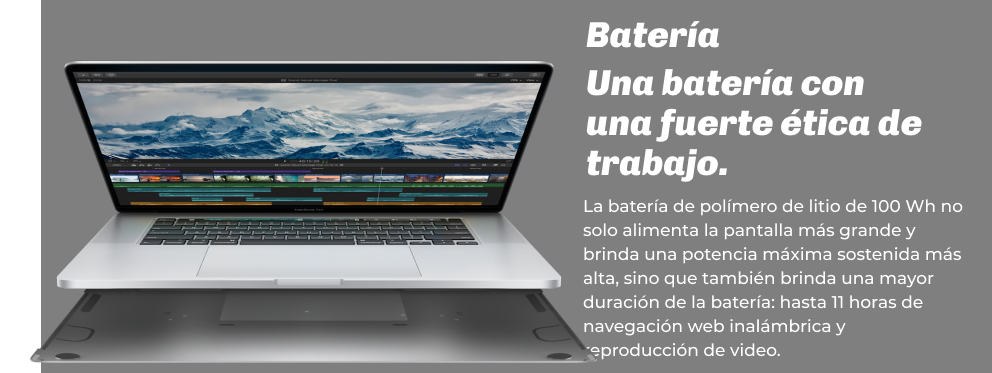 Batería
Una batería con
una fuerte ética de
trabajo.
La batería de polímero de litio de 100 Wh no
solo alimenta la pantalla más grande y
brinda una potencia máxima sostenida más
alta, sino que también brinda una mayor
duración de la batería: hasta 11 horas de
navegación web inalámbrica y
reproducción de video.